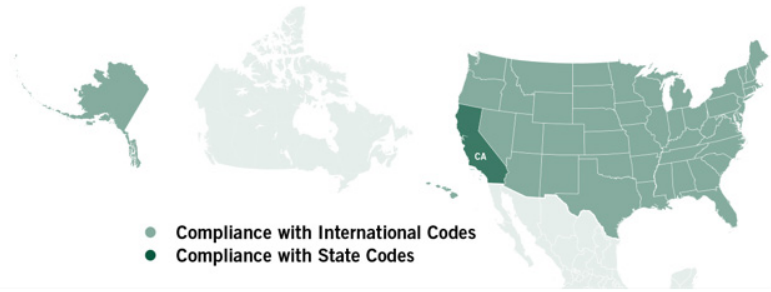 CA
Compliance with International Codes
Compliance with State Codes